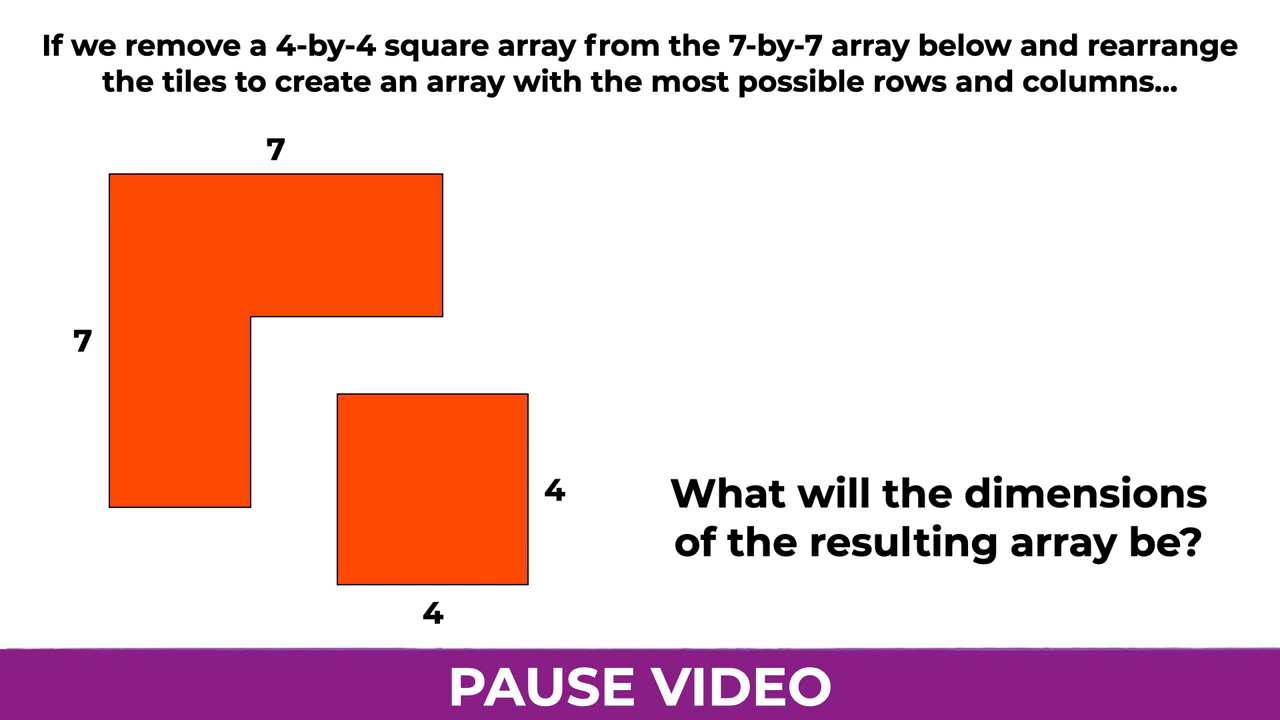 If we remove a 4-by-4 square array from the 7-by-7 array below and rearrange
the tiles to create an array with the most possible rows and columns...
7
7
4
What will the dimensions
of the resulting array be?
4
PAUSE VIDEO